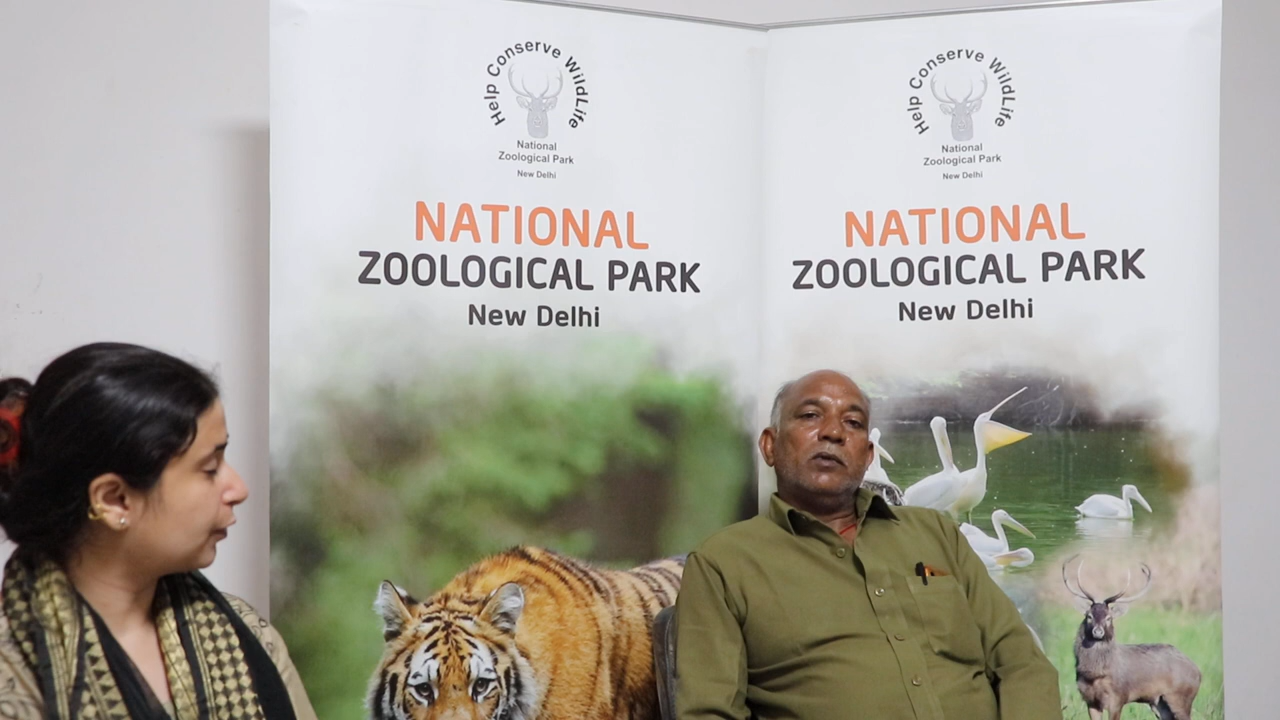 Help Conserve WildLife
National
Zoological Park
New Delhi
NATIONAL
ZOOLOGICAL PARK
New Delhi
Help Conserve WildLife
National
Zoological Park
New Delhi
NATIONAL
ZOOLOGICAL PARK
New Delhi